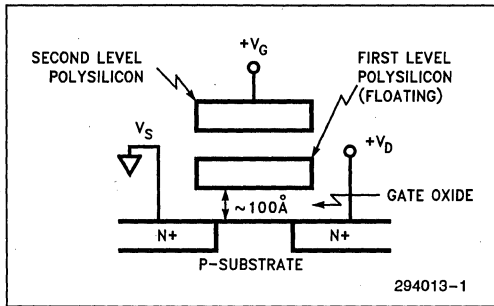 +VG
SECOND LEVEL
POLYSILICON
FIRST LEVEL
POLYSILICON
(FLOATING)
VS
+VD
~100Å
GATE OXIDE
N+
N+
P-SUBSTRATE
294013-1